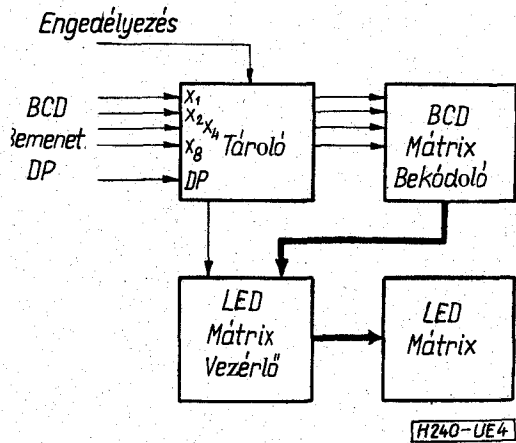 Engedélyezés
BCD
Bemenet
DP
X1
X2
X4
X8
DP
Tároló
BCD
Mátrix
Bekódoló
LED
Mátrix
Vezérlő
LED
Mátrix
H240-UE4